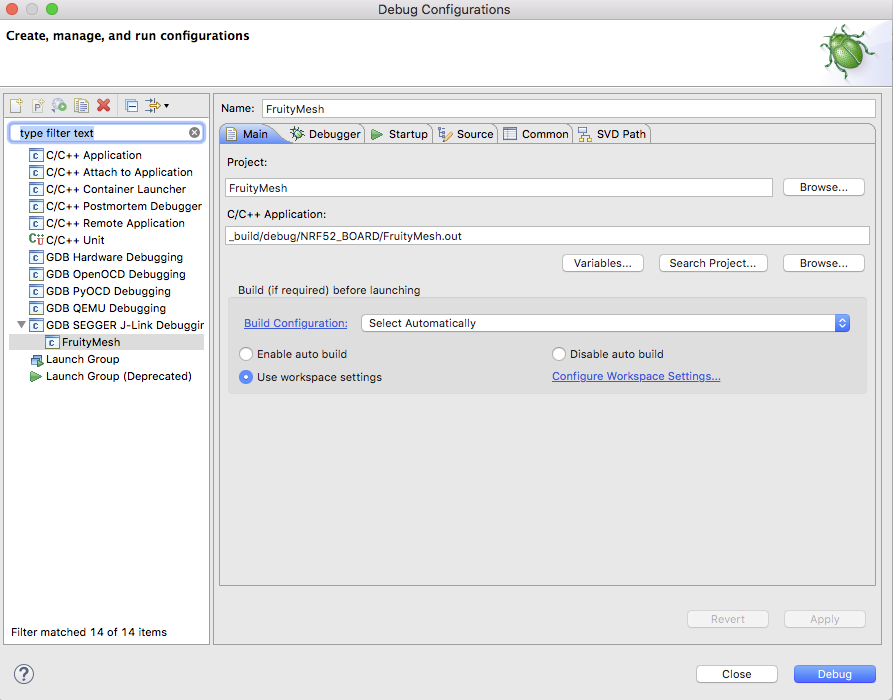 Debug Configurations
Create, manage, and run configurations
type filter text
C/C++ Application
C/C++ Attach to Application
C/C++ Container Launcher
C/C++ Postmortem Debugger
C/C++ Remote Application
C/C++ Unit
GDB Hardware Debugging
GDB OpenOCD Debugging
GDB PyOCD Debugging
GDB QEMU Debugging
GDB SEGGER J-Link Debuggin
FruityMesh
Launch Group
Launch Group (Deprecated)
Filter matched 14 of 14 items
Name: FruityMesh
Main Debugger Startup Source Common SVD Path
Project:
FruityMesh Browse...
C/C++ Application:
_build/debug/NRF52_BOARD/FruityMesh.out
Variables... Search Project... Browse...
Build (if required) before launching
Build Configuration: Select Automatically
Enable auto build Disable auto build
Use workspace settings Configure Workspace Settings...
Revert Apply
? Close Debug